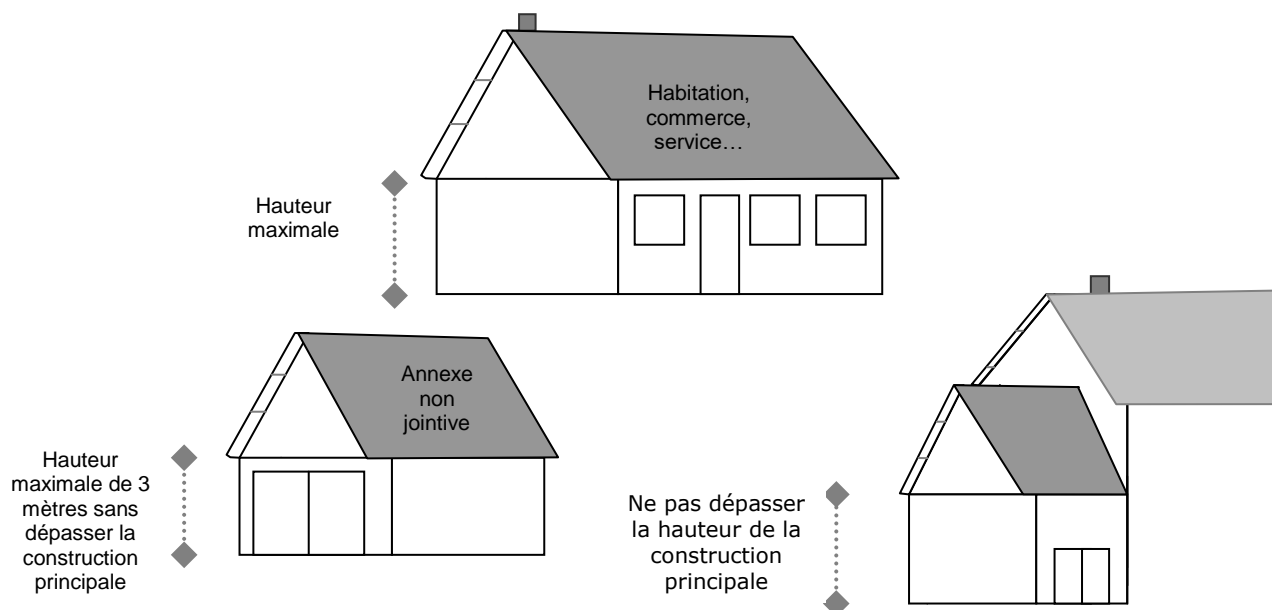 Habitation,
commerce,
service…
Hauteur
maximale
Annexe
non
jointive
Hauteur
maximale de 3
mètres sans
dépasser la
construction
principale
Ne pas dépasser
la hauteur de la
construction
principale